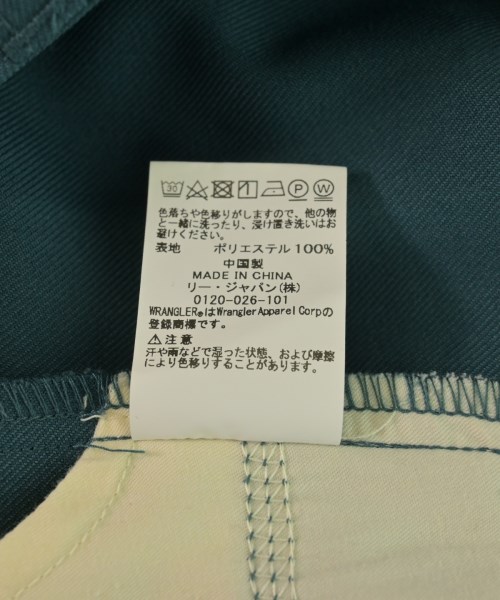 30 P W
色落ちや色移りがしますので、他の物
と一緒に洗ったり、浸け置き洗いはお
避けください。
表地 ポリエステル100%
中国製
MADE IN CHINA
リー・ジャパン(株)
0120-026-101
WRANGLER®はWrangler Apparel Corpの
登録商標です。
⚠注意
汗や雨などで湿った状態、および摩擦
により色移りすることがあります。